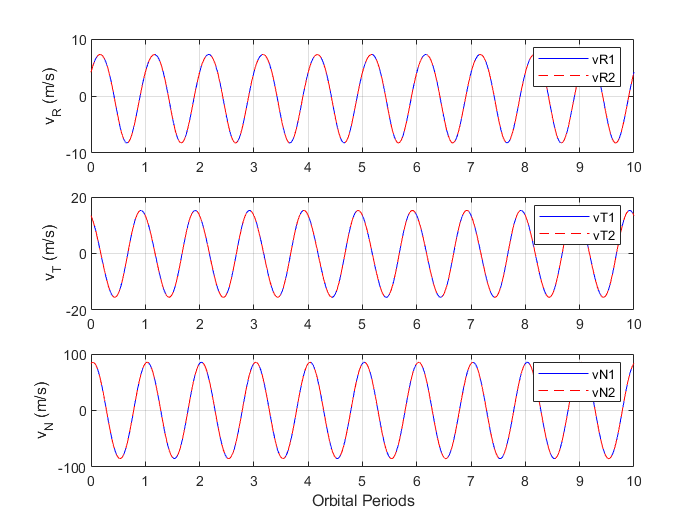 10
0
-10
v_R (m/s)
vR1
vR2
0 1 2 3 4 5 6 7 8 9 10
20
0
-20
v_T (m/s)
vT1
vT2
0 1 2 3 4 5 6 7 8 9 10
100
0
-100
v_N (m/s)
vN1
vN2
0 1 2 3 4 5 6 7 8 9 10
Orbital Periods